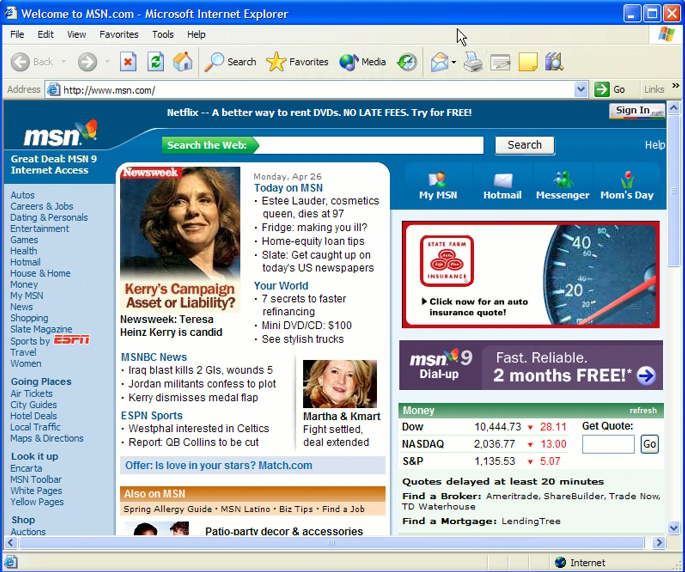 Welcome to MSN.com - Microsoft Internet Explorer
File Edit View Favorites Tools Help
Back Search Favorites Media
Address http://www.msn.com/ Go Links »
Netflix -- A better way to rent DVDs. NO LATE FEES. Try for FREE!
Sign In .net
msn
Search the Web: Search Help
Great Deal: MSN 9
Internet Access
My MSN Hotmail Messenger Mom's Day
Autos
Careers & Jobs
Dating & Personals
Entertainment
Games
Health
Hotmail
House & Home
Money
My MSN
News
Shopping
Slate Magazine
Sports by ESPN
Travel
Women
Going Places
Air Tickets
City Guides
Hotel Deals
Local Traffic
Maps & Directions
Look it up
Encarta
MSN Toolbar
White Pages
Yellow Pages
Shop
Auctions
Newsweek
Kerry's Campaign
Asset or Liability?
Newsweek: Teresa
Heinz Kerry is candid
Monday, Apr 26
Today on MSN
· Estee Lauder, cosmetics
queen, dies at 97
· Fridge: making you ill?
· Home-equity loan tips
· Slate: Get caught up on
today's US newspapers
Your World
· 7 secrets to faster
refinancing
· Mini DVD/CD: $100
· See stylish trucks
MSNBC News
· Iraq blast kills 2 GIs, wounds 5
· Jordan militants confess to plot
· Kerry dismisses medal flap
ESPN Sports
· Westphal interested in Celtics
· Report: QB Collins to be cut
Martha & Kmart
Fight settled,
deal extended
Offer: Is love in your stars? Match.com
Also on MSN
Spring Allergy Guide · MSN Latino · Biz Tips · Find a Job
Patio-party decor & accessories
STATE FARM
Auto Life Fire
INSURANCE
Click now for an auto
insurance quote!
40
60
20
msn 9
Dial-up
Fast. Reliable.
2 months FREE!*
Money refresh
Dow 10,444.73 28.11 Get Quote:
NASDAQ 2,036.77 13.00 Go
S&P 1,135.53 5.07
Quotes delayed at least 20 minutes
Find a Broker: Ameritrade, ShareBuilder, Trade Now,
TD Waterhouse
Find a Mortgage: LendingTree
Internet